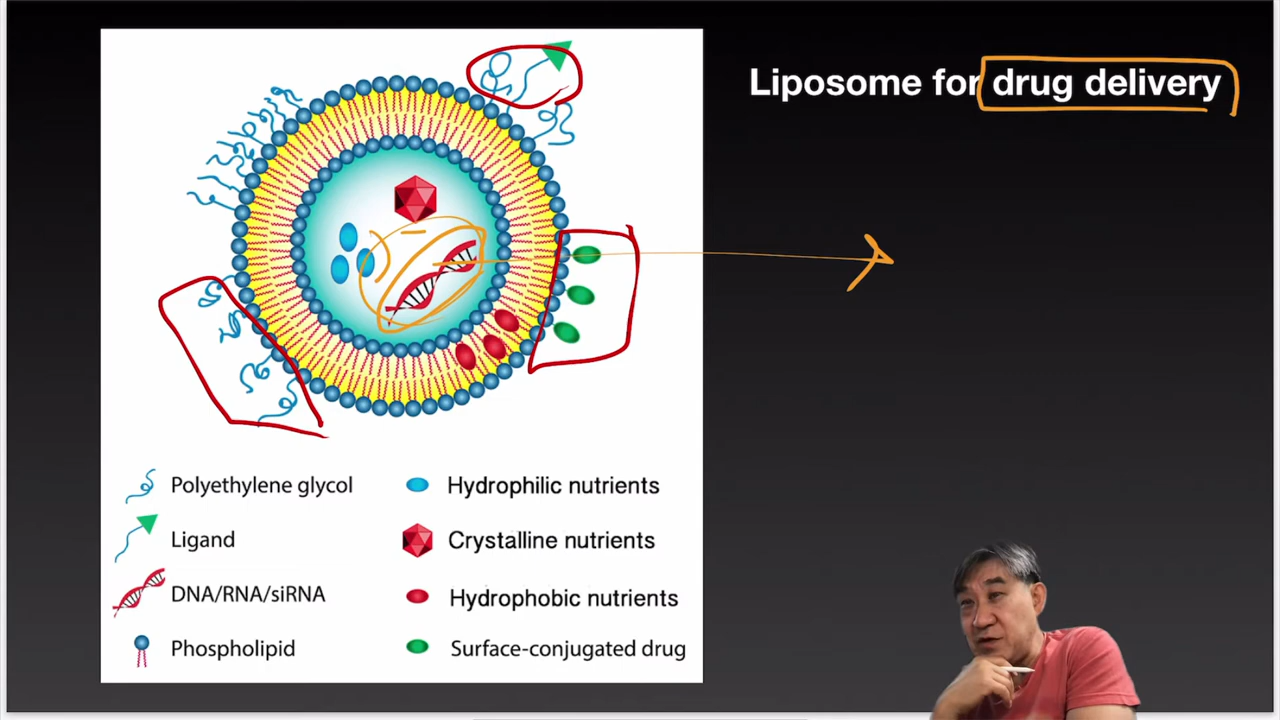 Liposome for drug delivery
Polyethylene glycol
Ligand
DNA/RNA/siRNA
Phospholipid
Hydrophilic nutrients
Crystalline nutrients
Hydrophobic nutrients
Surface-conjugated drug